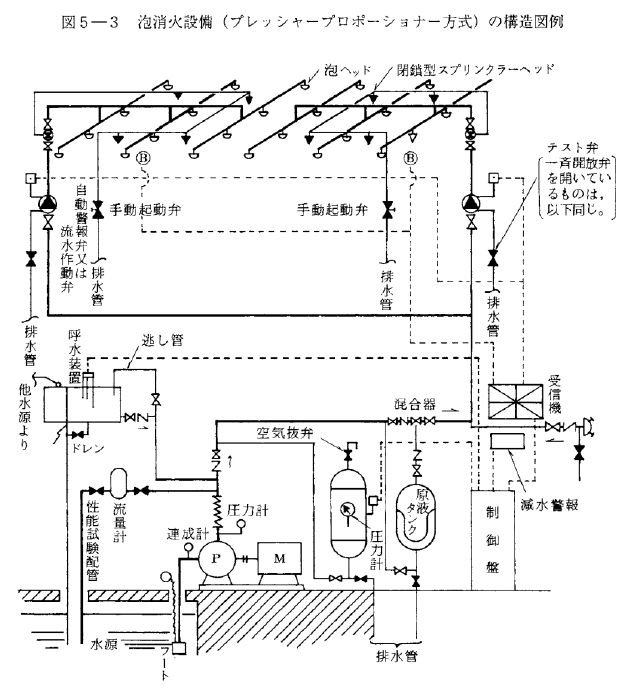 図5―3 泡消火設備（プレッシャープロポーショナー方式）の構造図例
泡ヘッド
閉鎖型スプリンクラーヘッド
B
B
テスト弁
一斉開放弁
を開いてい
るものは，
以下同じ。
自動警報弁又は
流水作動弁
手動起動弁
手動起動弁
排水管
排水管
排水管
排水管
呼水装置
逃し管
他水源より
ドレン
混合器
受信機
空気抜弁
減水警報
性能試験配管
流量計
圧力計
連成計
P
M
圧力計
原液
タンク
制御盤
水源
フート
排水管